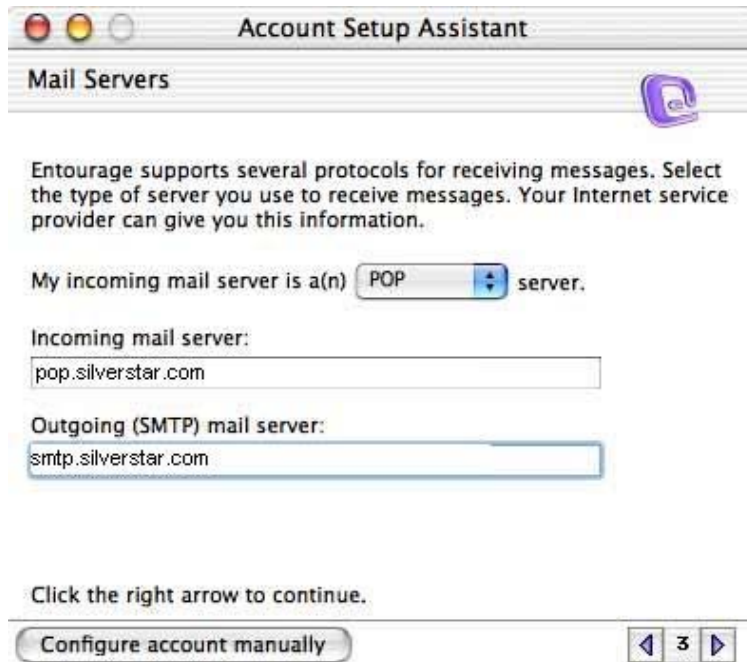 Account Setup Assistant
Mail Servers
Entourage supports several protocols for receiving messages. Select
the type of server you use to receive messages. Your Internet service
provider can give you this information.
My incoming mail server is a(n) POP server.
Incoming mail server:
pop.silverstar.com
Outgoing (SMTP) mail server:
smtp.silverstar.com
Click the right arrow to continue.
Configure account manually 3